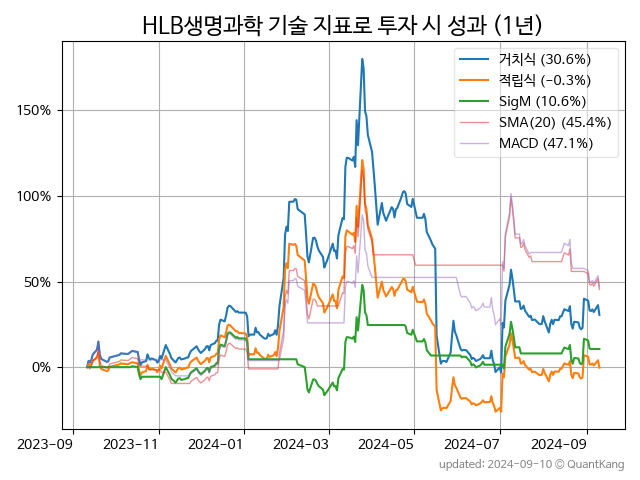 HLB생명과학 기술 지표로 투자 시 성과 (1년)
거치식 (30.6%)
적립식 (-0.3%)
SigM (10.6%)
SMA(20) (45.4%)
MACD (47.1%)
150%
100%
50%
0%
2023-09
2023-11
2024-01
2024-03
2024-05
2024-07
2024-09
updated: 2024-09-10 © QuantKang